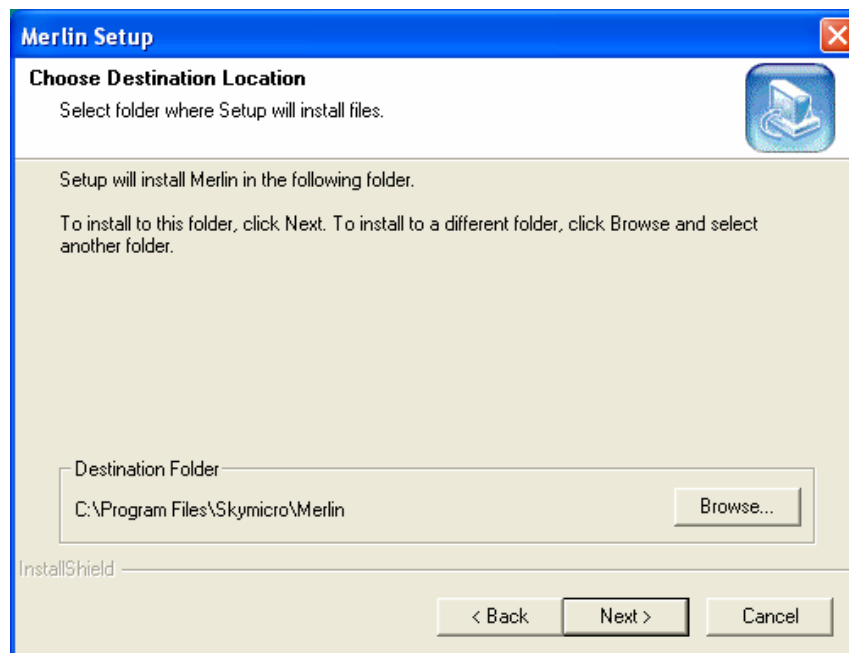 Merlin Setup
Choose Destination Location
Select folder where Setup will install files.
Setup will install Merlin in the following folder.
To install to this folder, click Next. To install to a different folder, click Browse and select
another folder.
Destination Folder
C:\Program Files\Skymicro\Merlin
Browse...
InstallShield
< Back
Next >
Cancel